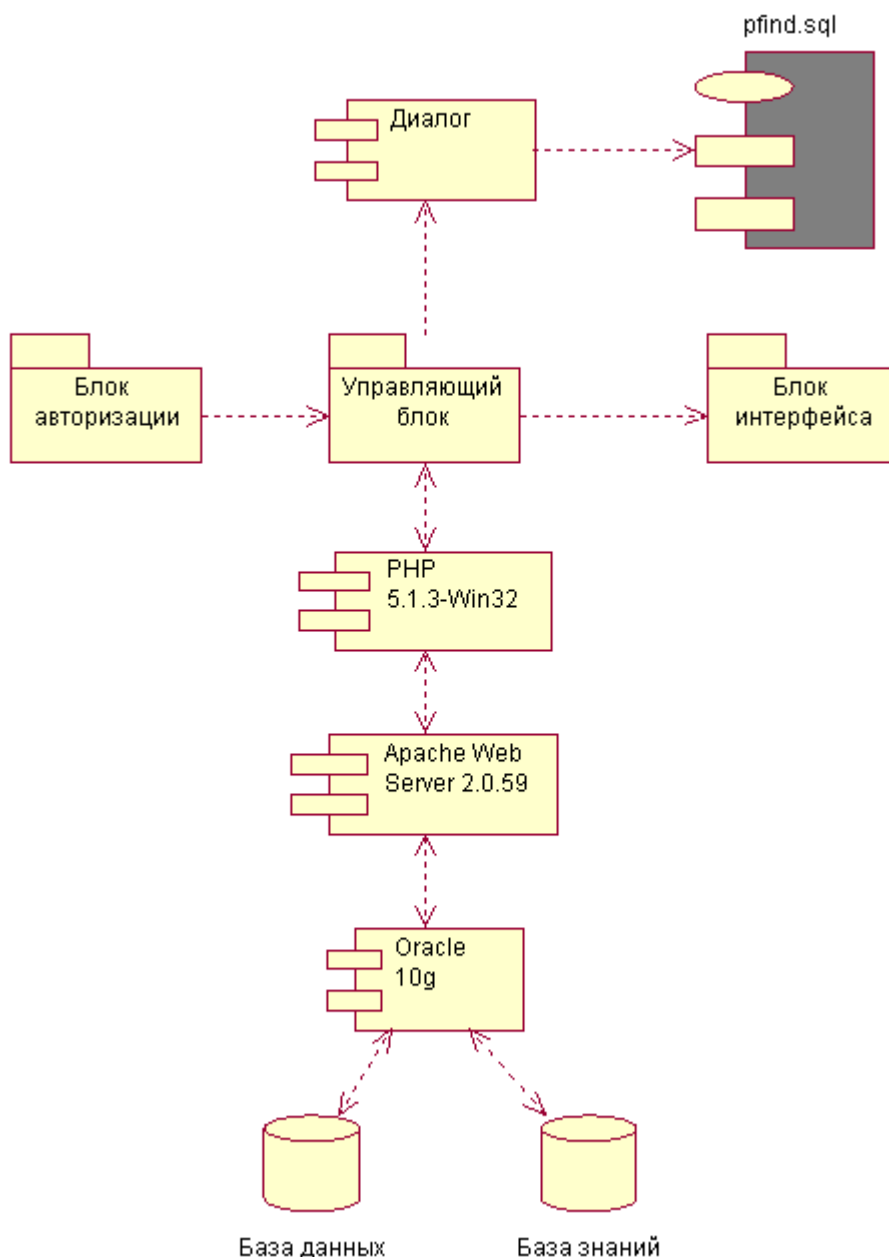 pfind.sql
Диалог
Блок
авторизации
Управляющий
блок
Блок
интерфейса
PHP
5.1.3-Win32
Apache Web
Server 2.0.59
Oracle
10g
База данных
База знаний